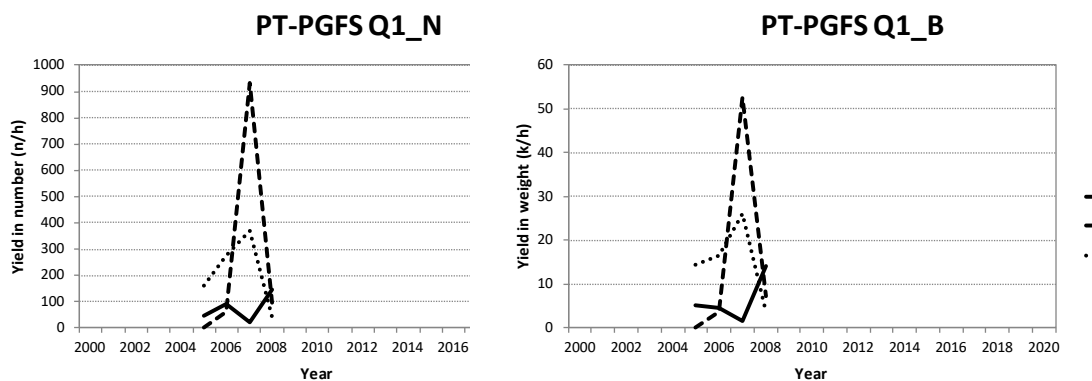 PT-PGFS Q1_N
Yield in number (n/h)
1000
900
800
700
600
500
400
300
200
100
0
2000 2002 2004 2006 2008 2010 2012 2014 2016
Year
PT-PGFS Q1_B
Yield in weight (k/h)
60
50
40
30
20
10
0
2000 2002 2004 2006 2008 2010 2012 2014 2016 2018 2020
Year